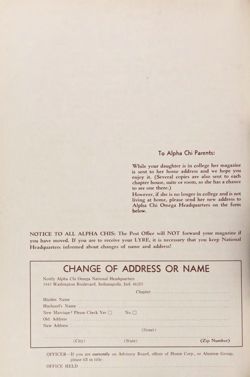 To Alpha Chi Parents:
While your daughter is in college her magazine
is sent to her home address and we hope you
enjoy it. (Several copies are also sent to each
chapter house, suite or room, so she has a chance
to see one there.)
However, if she is no longer in college and is not
living at home, please send her new address to
Alpha Chi Omega Headquarters on the form
below.
NOTICE TO ALL ALPHA CHIS: The Post Office will NOT forward your magazine if
you have moved. If you are to receive your LYRE, it is necessary that you keep National
Headquarters informed about changes of name and address!
CHANGE OF ADDRESS OR NAME
Notify Alpha Chi Omega National Headquarters
Washington Boulevard, Indianapolis, Ind.
Chapter
Maiden Name
Husband's Name
New Marriage? Please Check Yes □ No □
Old Address
New Address
(Street)
(City) (State) (Zip Number)
OFFICER—If you are currently on Advisory Board, officer of House Corp., or Alumnae Group,
please fill in title
OFFICE HELD